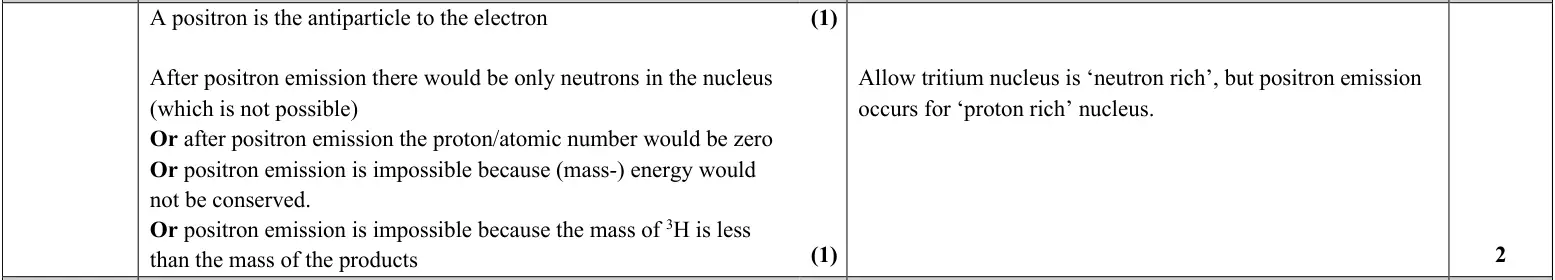 A positron is the antiparticle to the electron (1)
After positron emission there would be only neutrons in the nucleus
(which is not possible)
Or after positron emission the proton/atomic number would be zero
Or positron emission is impossible because (mass-) energy would
not be conserved.
Or positron emission is impossible because the mass of ³H is less
than the mass of the products (1)
Allow tritium nucleus is ‘neutron rich’, but positron emission
occurs for ‘proton rich’ nucleus.
2